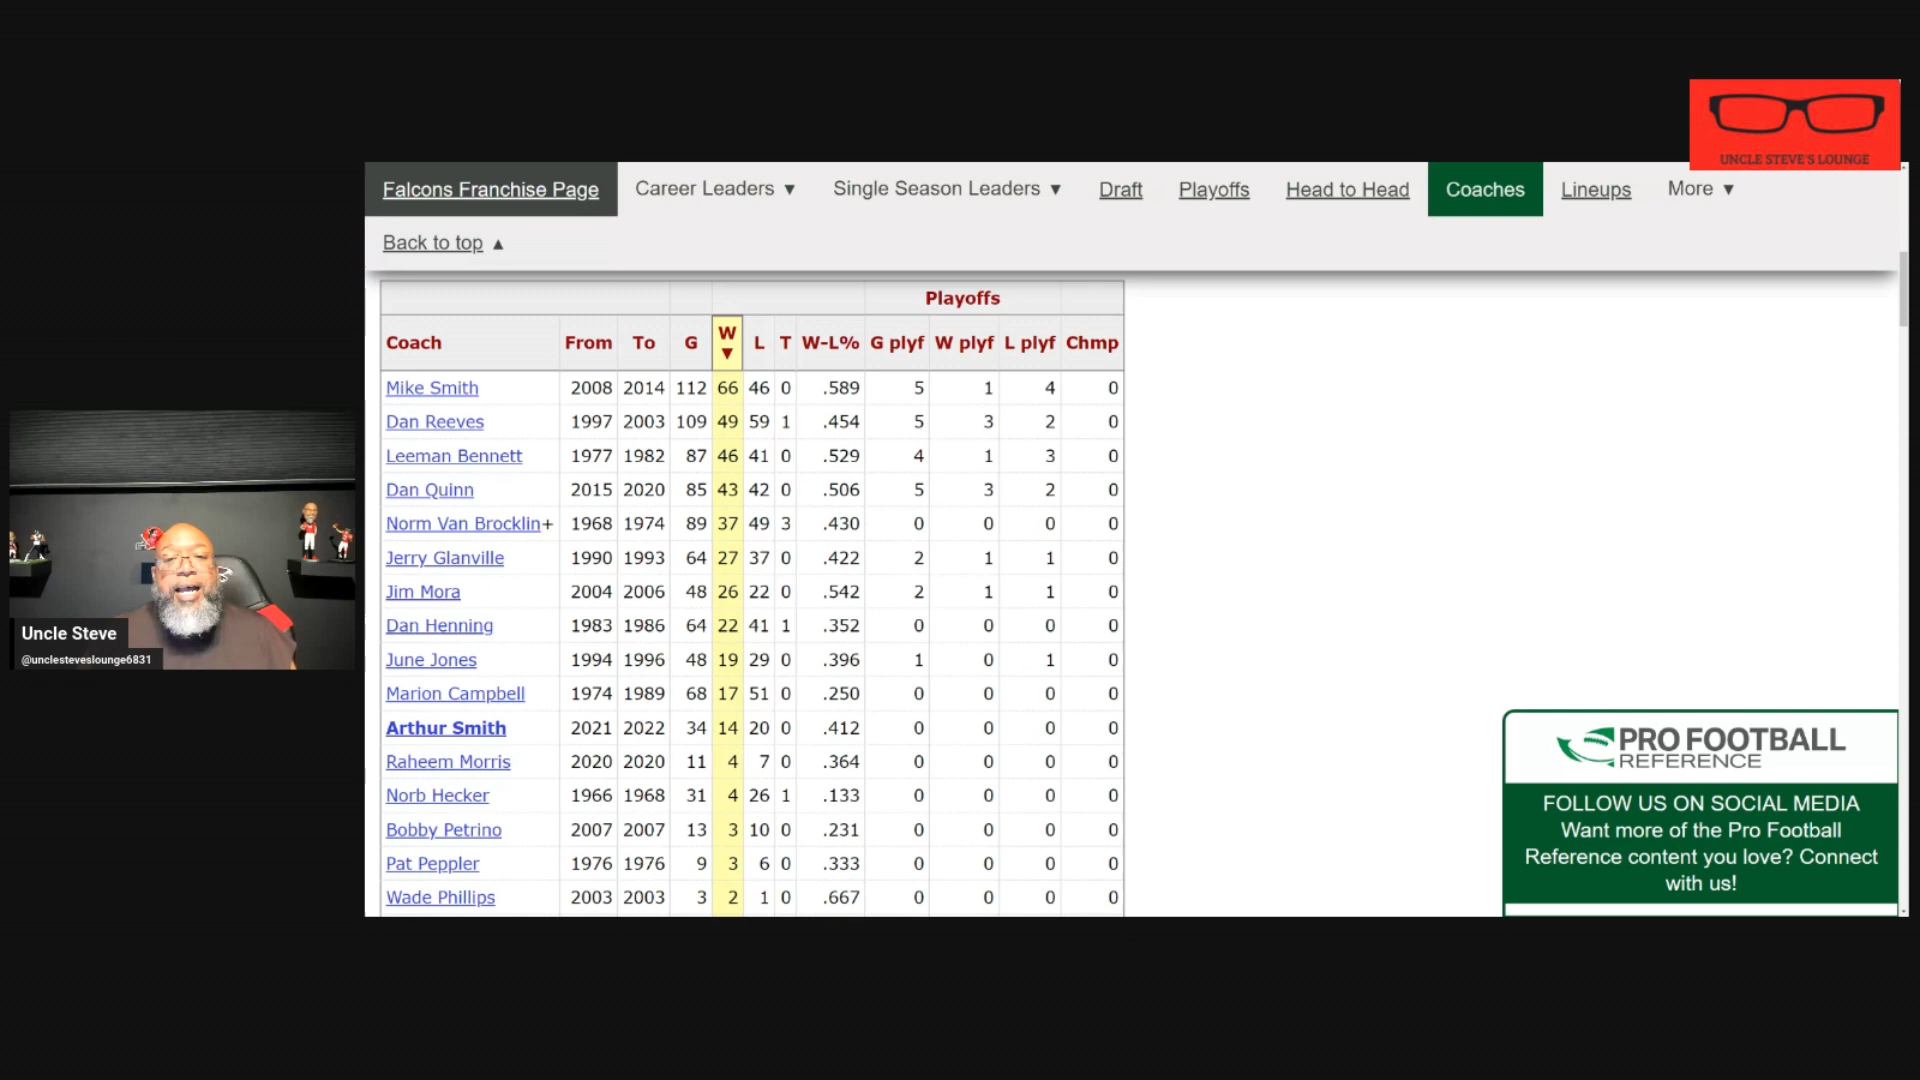 UNCLE STEVE'S LOUNGE
Falcons Franchise Page Career Leaders ▼ Single Season Leaders ▼ Draft Playoffs Head to Head Coaches Lineups More ▼
Back to top ▲
Playoffs
Coach From To G W ▼ L T W-L% G plyf W plyf L plyf Chmp
Mike Smith 2008 2014 112 66 46 0 .589 5 1 4 0
Dan Reeves 1997 2003 109 49 59 1 .454 5 3 2 0
Leeman Bennett 1977 1982 87 46 41 0 .529 4 1 3 0
Dan Quinn 2015 2020 85 43 42 0 .506 5 3 2 0
Norm Van Brocklin+ 1968 1974 89 37 49 3 .430 0 0 0 0
Jerry Glanville 1990 1993 64 27 37 0 .422 2 1 1 0
Jim Mora 2004 2006 48 26 22 0 .542 2 1 1 0
Dan Henning 1983 1986 64 22 41 1 .352 0 0 0 0
June Jones 1994 1996 48 19 29 0 .396 1 0 1 0
Marion Campbell 1974 1989 68 17 51 0 .250 0 0 0 0
Arthur Smith 2021 2022 34 14 20 0 .412 0 0 0 0
Raheem Morris 2020 2020 11 4 7 0 .364 0 0 0 0
Norb Hecker 1966 1968 31 4 26 1 .133 0 0 0 0
Bobby Petrino 2007 2007 13 3 10 0 .231 0 0 0 0
Pat Peppler 1976 1976 9 3 6 0 .333 0 0 0 0
Wade Phillips 2003 2003 3 2 1 0 .667 0 0 0 0
Uncle Steve
@unclesteveslounge6831
PRO FOOTBALL
REFERENCE
FOLLOW US ON SOCIAL MEDIA
Want more of the Pro Football
Reference content you love? Connect
with us!